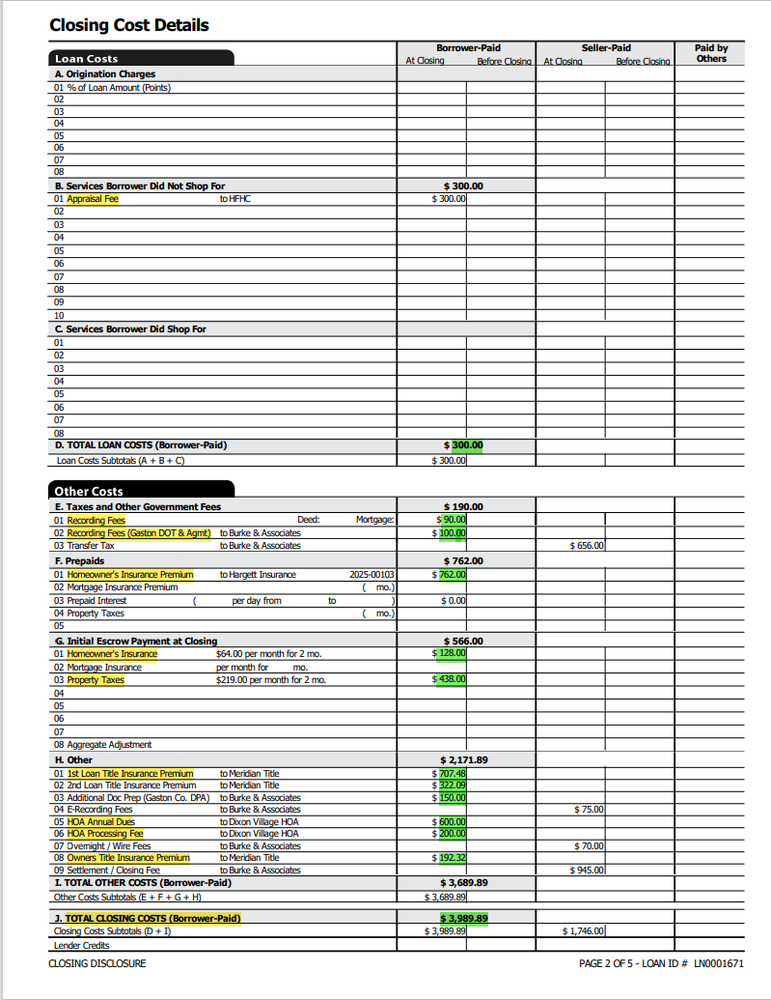 Closing Cost Details
Borrower-Paid Seller-Paid Paid by Others
Loan Costs At Closing Before Closing At Closing Before Closing
A. Origination Charges
01 % of Loan Amount (Points)
02
03
04
05
06
07
08
B. Services Borrower Did Not Shop For $ 300.00
01 Appraisal Fee to HFHC $ 300.00
02
03
04
05
06
07
08
09
10
C. Services Borrower Did Shop For
01
02
03
04
05
06
07
08
D. TOTAL LOAN COSTS (Borrower-Paid) $ 300.00
Loan Costs Subtotals (A + B + C) $ 300.00
Other Costs
E. Taxes and Other Government Fees $ 190.00
01 Recording Fees Deed: Mortgage: $ 90.00
02 Recording Fees (Gaston DOT & Agmt) to Burke & Associates $ 100.00
03 Transfer Tax to Burke & Associates $ 656.00
F. Prepaids $ 762.00
01 Homeowner's Insurance Premium to Hargett Insurance 2025-00103 $ 762.00
02 Mortgage Insurance Premium ( mo.)
03 Prepaid Interest ( per day from to ) $ 0.00
04 Property Taxes ( mo.)
05
G. Initial Escrow Payment at Closing $ 566.00
01 Homeowner's Insurance $64.00 per month for 2 mo. $ 128.00
02 Mortgage Insurance per month for mo.
03 Property Taxes $219.00 per month for 2 mo. $ 438.00
04
05
06
07
08 Aggregate Adjustment
H. Other $ 2,171.89
01 1st Loan Title Insurance Premium to Meridian Title $ 707.48
02 2nd Loan Title Insurance Premium to Meridian Title $ 322.09
03 Additional Doc Prep (Gaston Co. DPA) to Burke & Associates $ 150.00
04 E-Recording Fees to Burke & Associates $ 75.00
05 HOA Annual Dues to Dixon Village HOA $ 600.00
06 HOA Processing Fee to Dixon Village HOA $ 200.00
07 Overnight / Wire Fees to Burke & Associates $ 70.00
08 Owners Title Insurance Premium to Meridian Title $ 192.32
09 Settlement / Closing Fee to Burke & Associates $ 945.00
I. TOTAL OTHER COSTS (Borrower-Paid) $ 3,689.89
Other Costs Subtotals (E + F + G + H) $ 3,689.89
J. TOTAL CLOSING COSTS (Borrower-Paid) $ 3,989.89
Closing Costs Subtotals (D + I) $ 3,989.89 $ 1,746.00
Lender Credits
CLOSING DISCLOSURE PAGE 2 OF 5 - LOAN ID # LN0001671